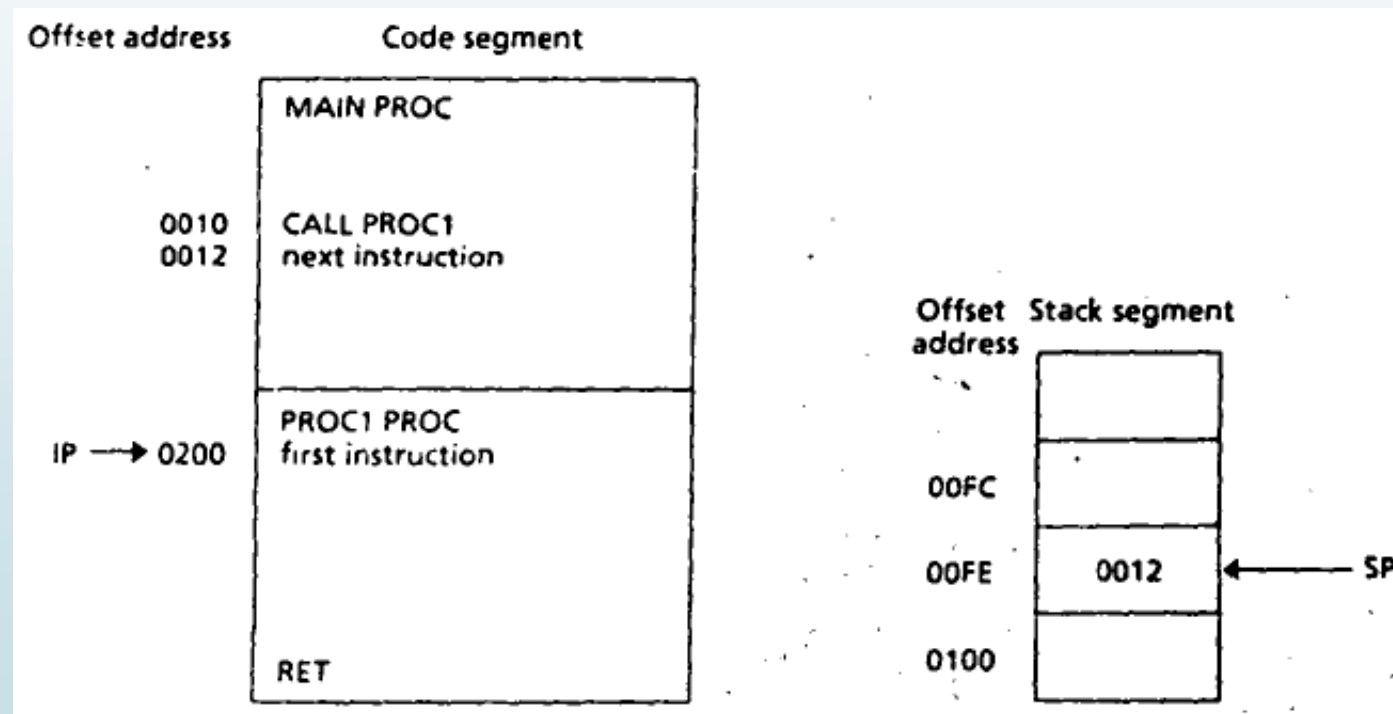 Offset address Code segment
MAIN PROC
0010 CALL PROC1
0012 next instruction
PROC1 PROC
IP 0200 first instruction
RET
Offset Stack segment
address
00FC
00FE 0012 SP
0100